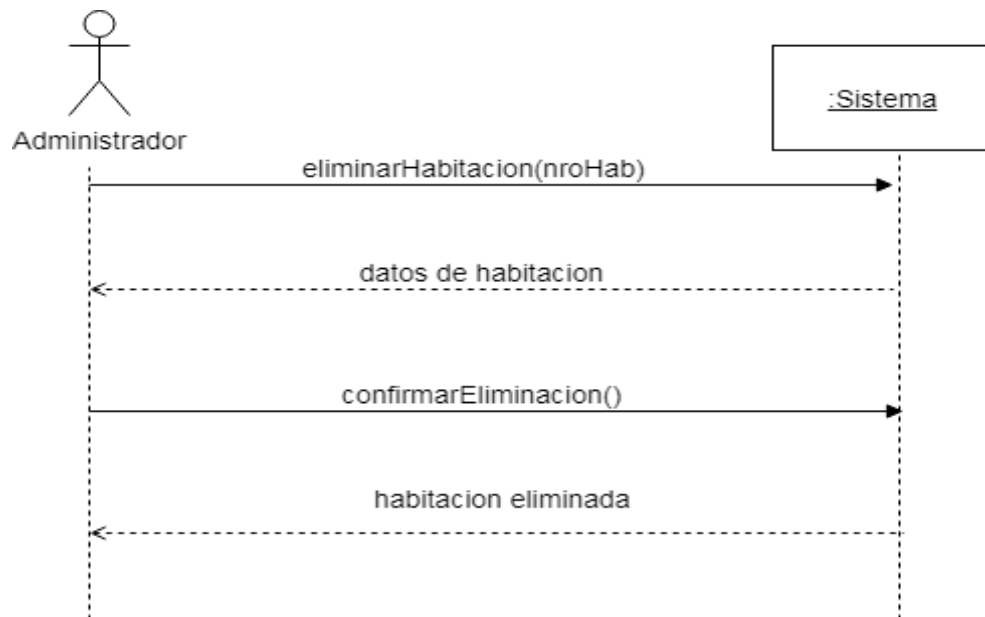 :Sistema
Administrador
eliminarHabitacion(nroHab)
datos de habitacion
confirmarEliminacion()
habitacion eliminada